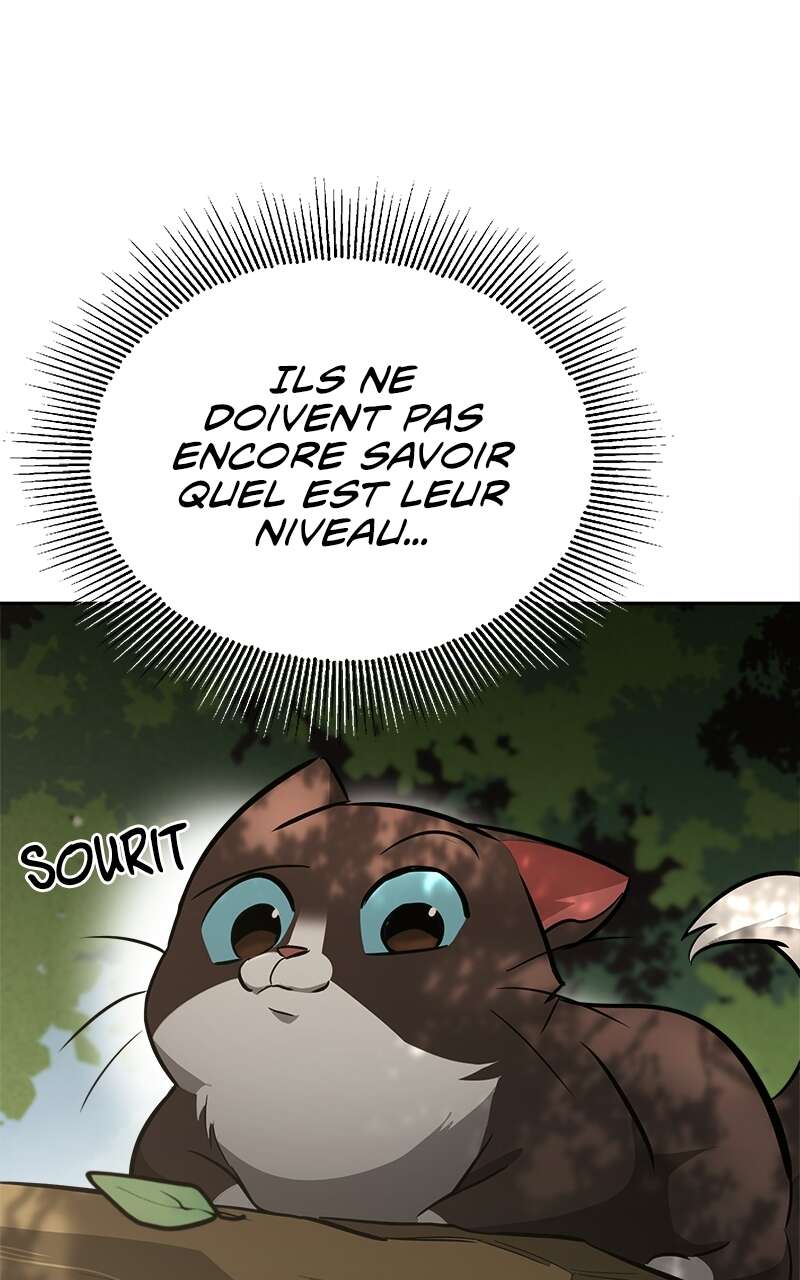 ILS NE
DOIVENT PAS
ENCORE SAVOIR
QUEL EST LEUR
NIVEAU...
SOURIT